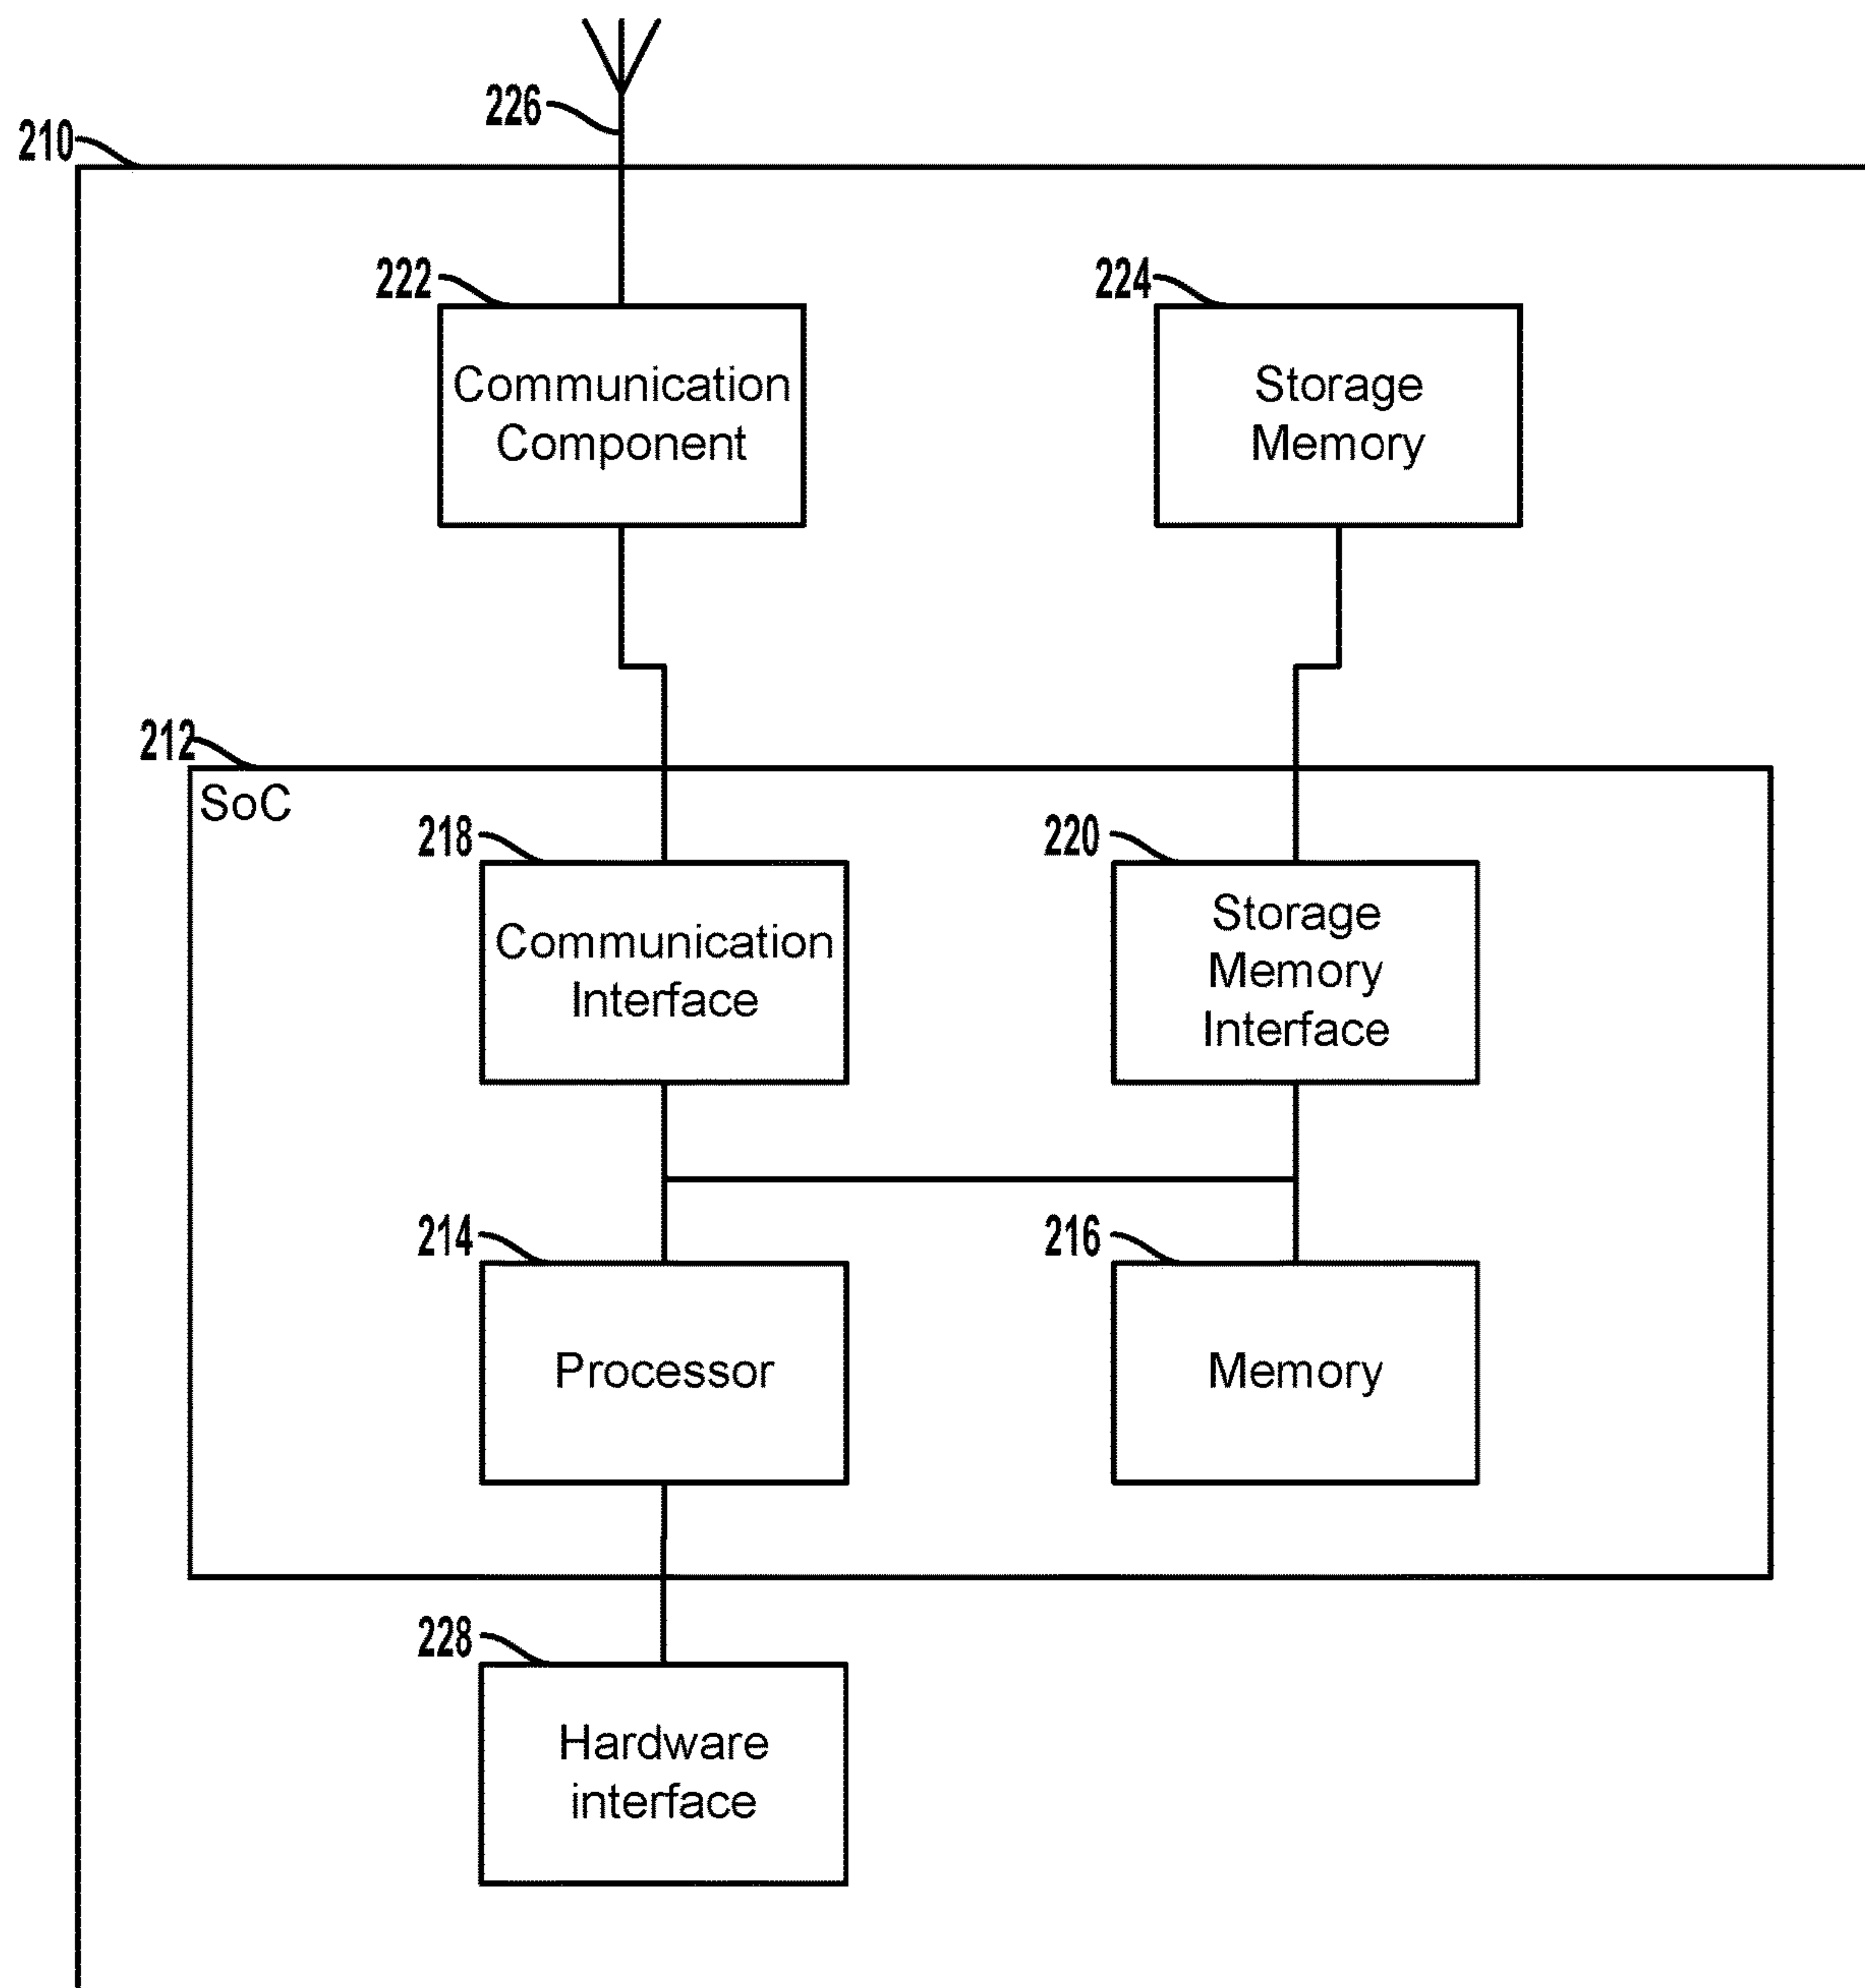 226
210
222
224
Communication
Component
Storage
Memory
212
SoC
218
220
Communication
Interface
Storage
Memory
Interface
214
216
Processor
Memory
228
Hardware
interface